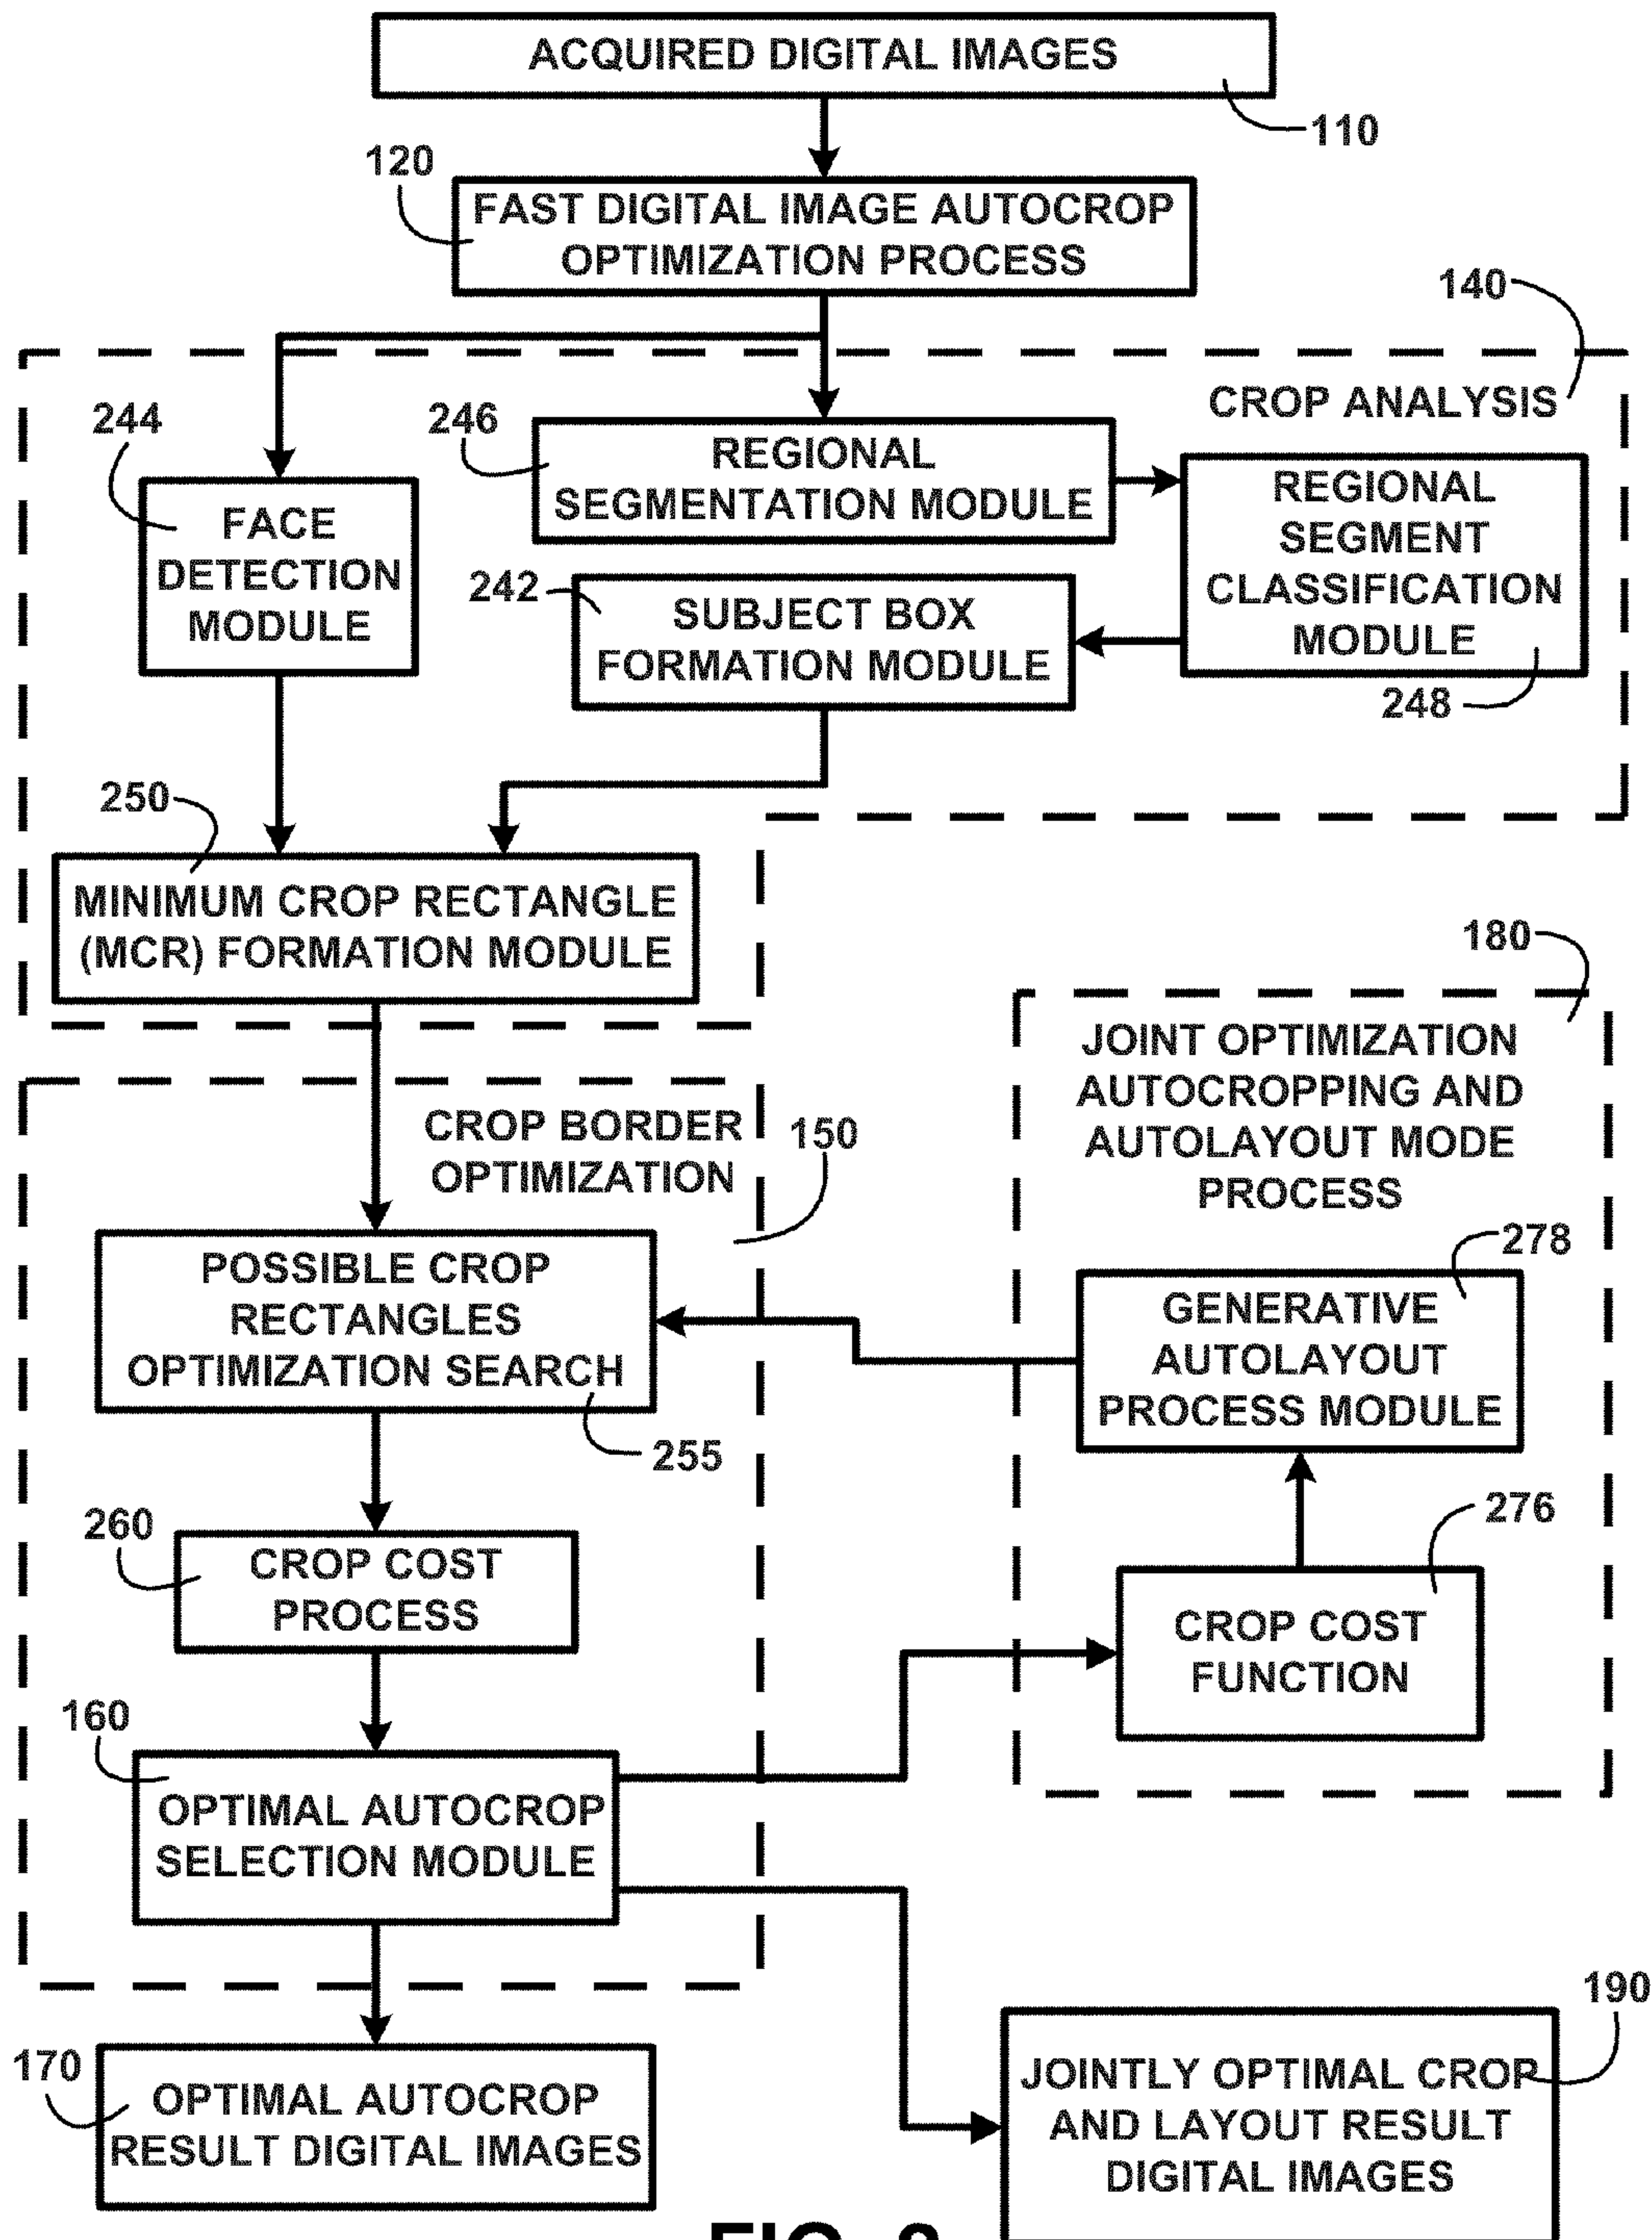 ACQUIRED DIGITAL IMAGES
110
120
FAST DIGITAL IMAGE AUTOCROP
OPTIMIZATION PROCESS
140
CROP ANALYSIS
244
FACE
DETECTION
MODULE
246
REGIONAL
SEGMENTATION MODULE
REGIONAL
SEGMENT
CLASSIFICATION
MODULE
248
242
SUBJECT BOX
FORMATION MODULE
250
MINIMUM CROP RECTANGLE
(MCR) FORMATION MODULE
180
JOINT OPTIMIZATION
AUTOCROPPING AND
AUTOLAYOUT MODE
PROCESS
CROP BORDER
OPTIMIZATION
150
POSSIBLE CROP
RECTANGLES
OPTIMIZATION SEARCH
255
278
GENERATIVE
AUTOLAYOUT
PROCESS MODULE
260
CROP COST
PROCESS
276
CROP COST
FUNCTION
160
OPTIMAL AUTOCROP
SELECTION MODULE
170
OPTIMAL AUTOCROP
RESULT DIGITAL IMAGES
190
JOINTLY OPTIMAL CROP
AND LAYOUT RESULT
DIGITAL IMAGES
FIG.